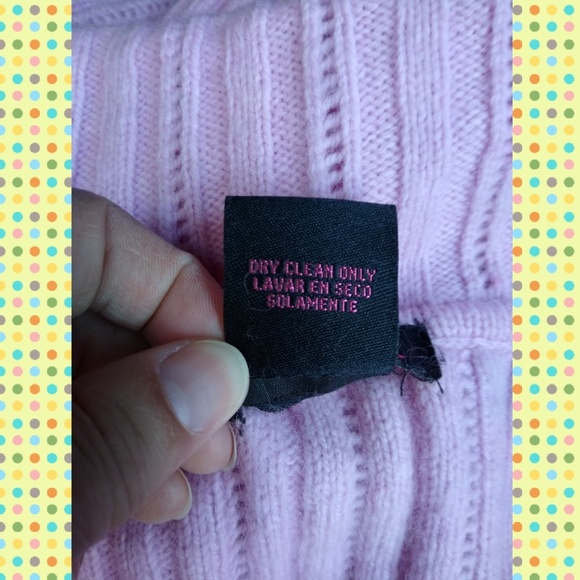 DRY CLEAN ONLY
LAVAR EN SECO
SOLAMENTE